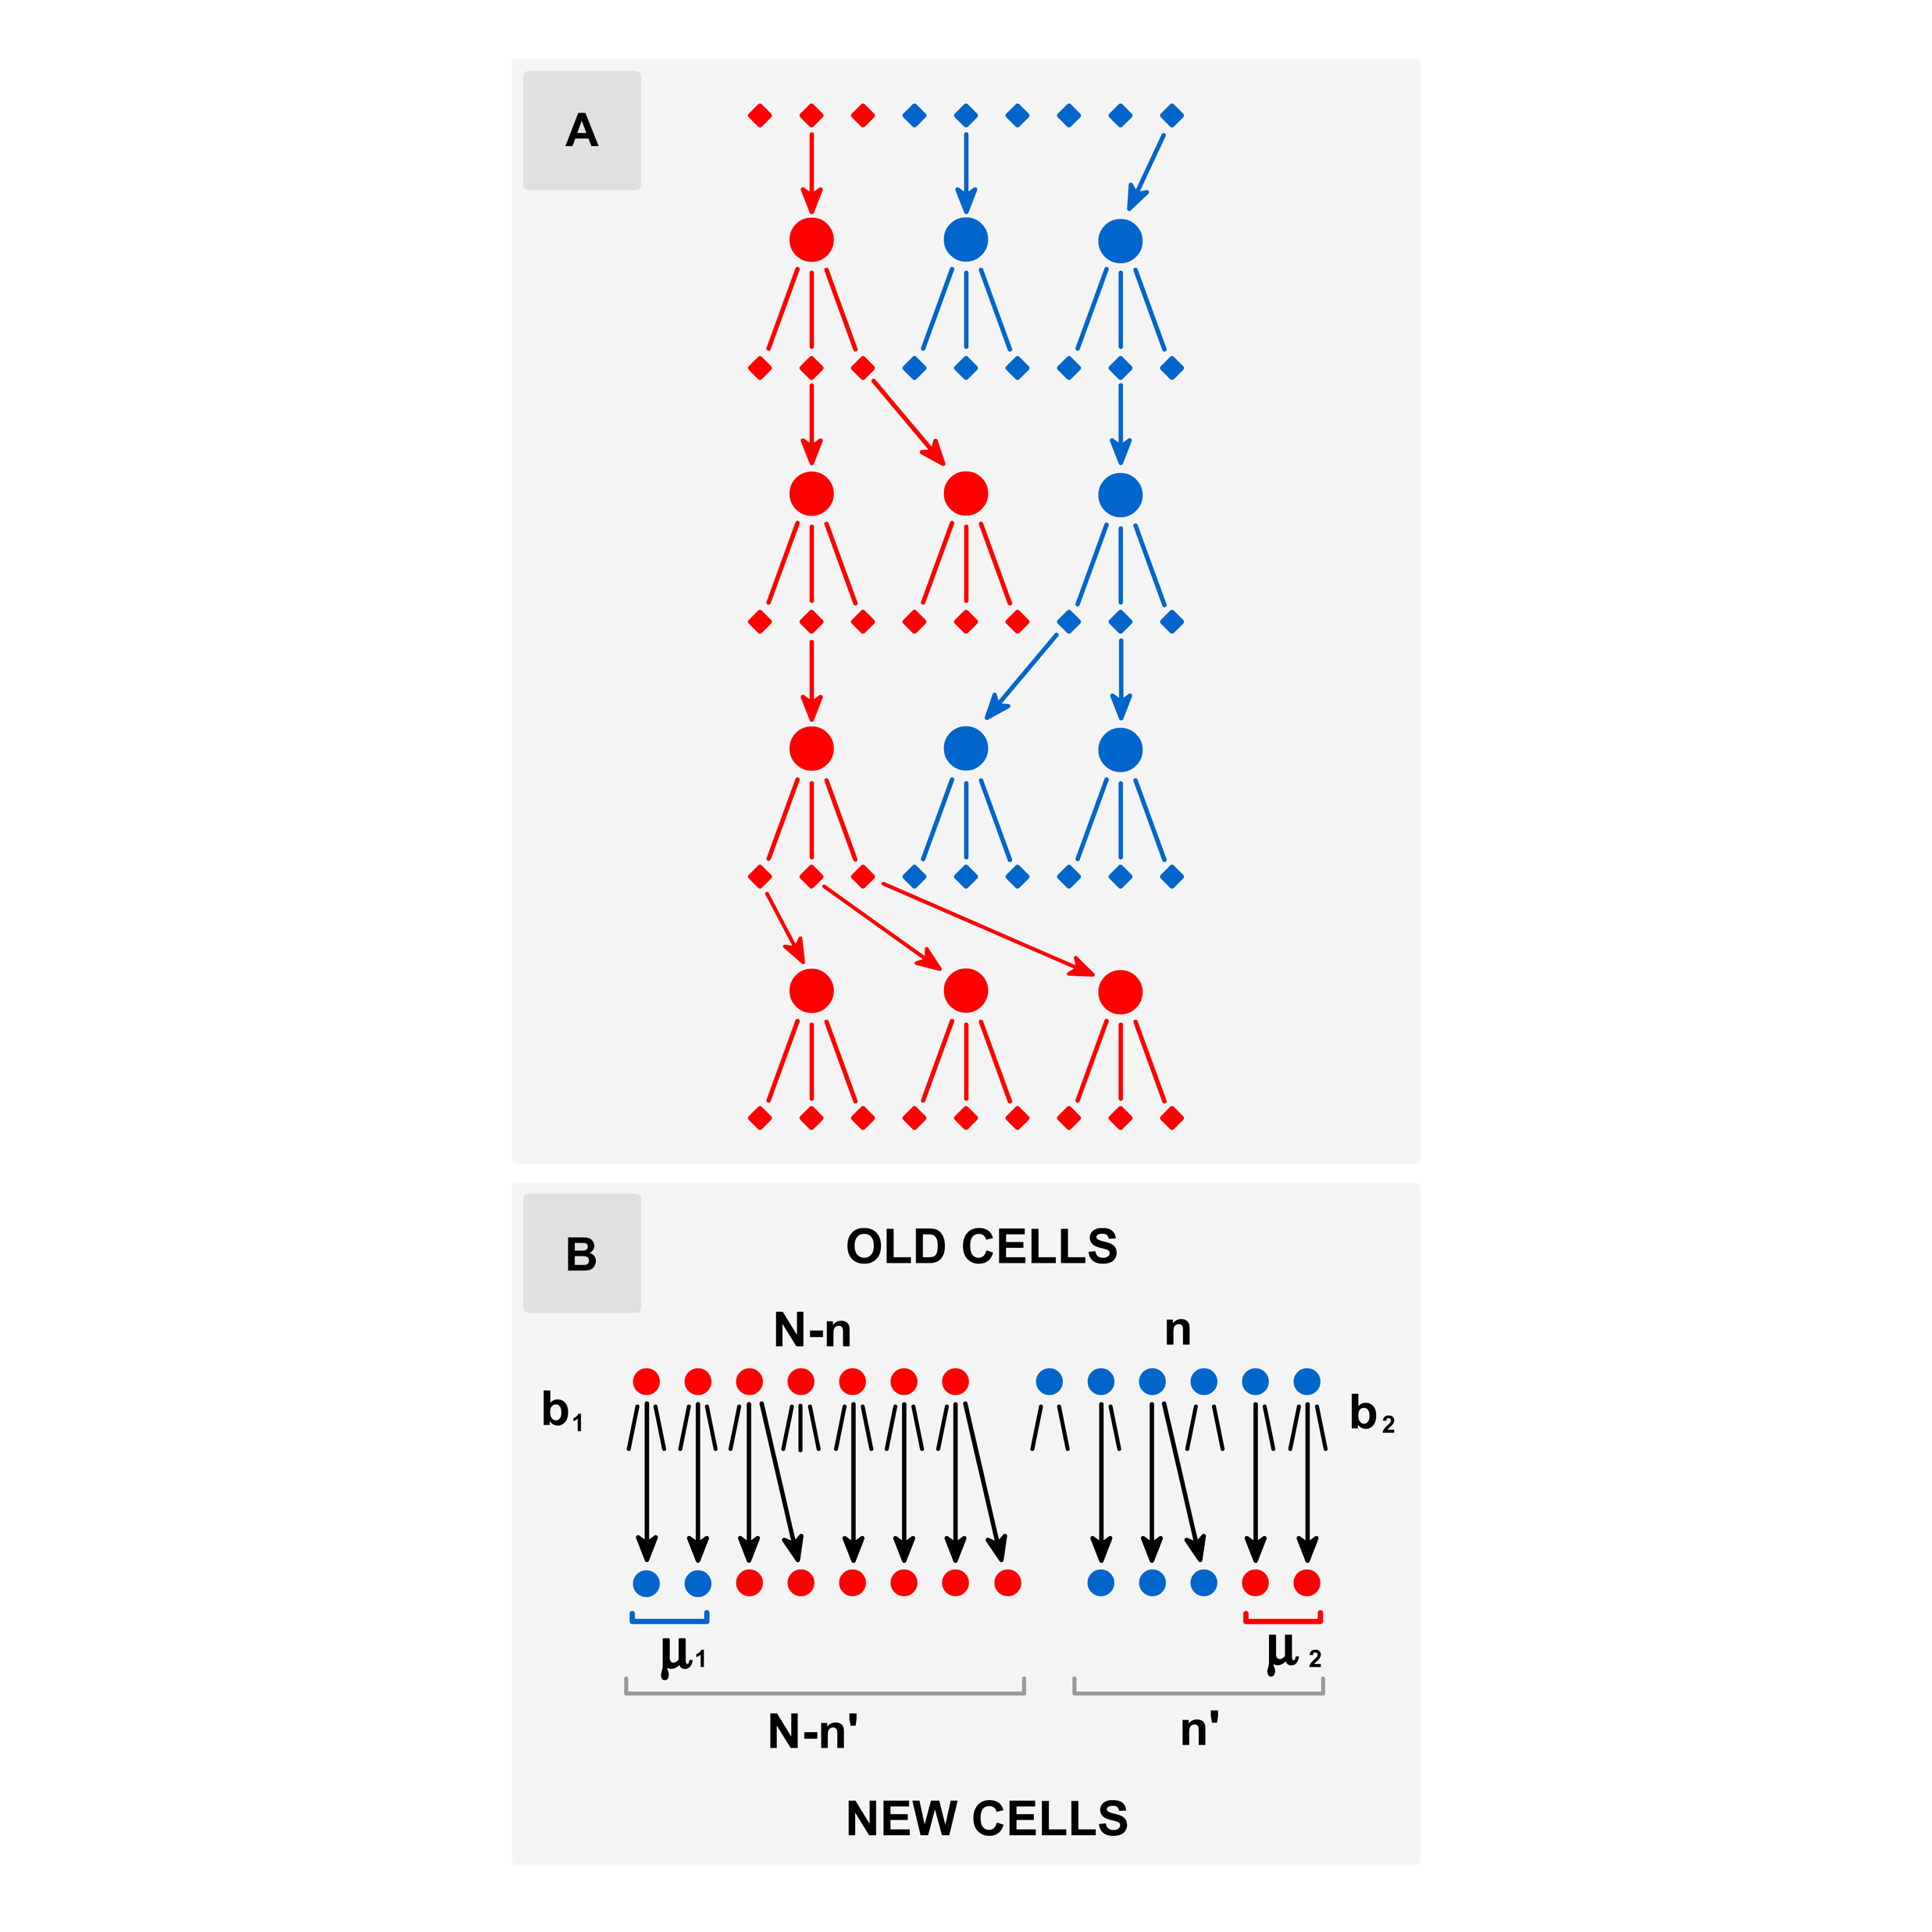 A
B
OLD CELLS
N-n
n
b1
b2
μ1
μ2
N-n'
n'
NEW CELLS